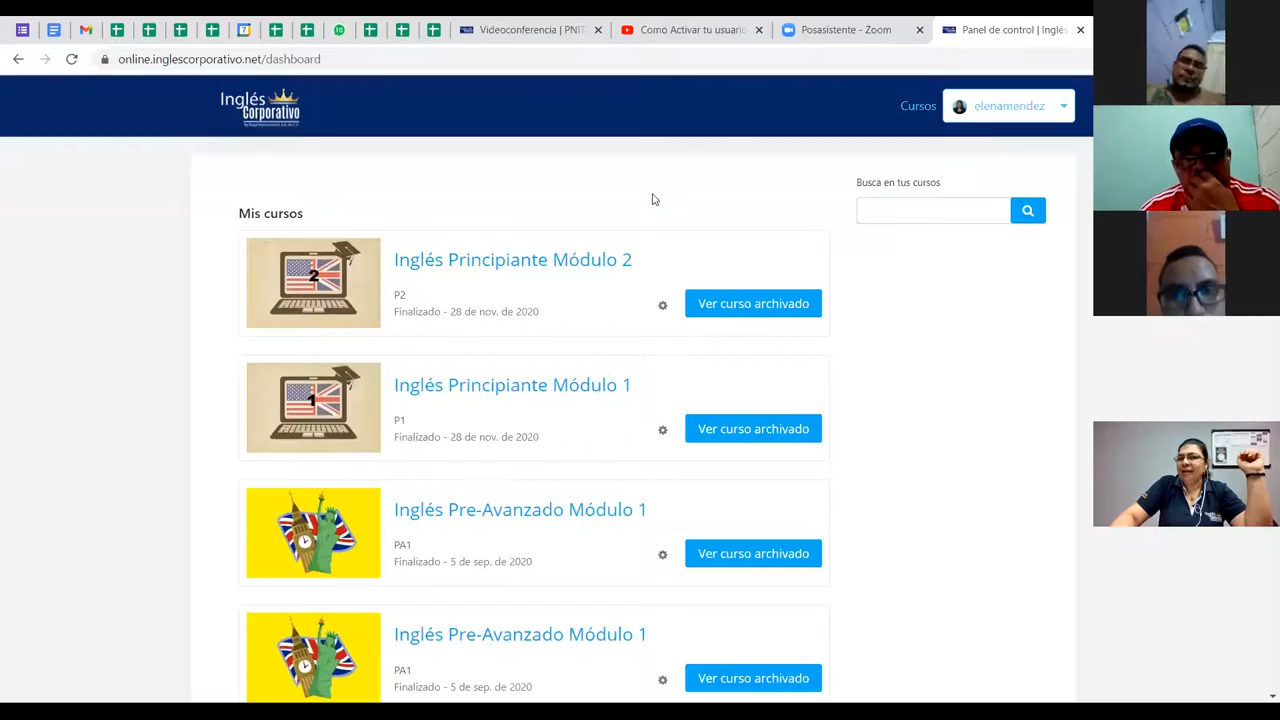 Videoconferencia | PNIT
Como Activar tu usuario
Posasistente - Zoom
Panel de control | Inglés
online.inglescorporativo.net/dashboard
Inglés
Corporativo
Cursos
elenamendez
Busca en tus cursos
Mis cursos
2
Inglés Principiante Módulo 2
P2
Finalizado - 28 de nov. de 2020
Ver curso archivado
1
Inglés Principiante Módulo 1
P1
Finalizado - 28 de nov. de 2020
Ver curso archivado
Inglés Pre-Avanzado Módulo 1
PA1
Finalizado - 5 de sep. de 2020
Ver curso archivado
Inglés Pre-Avanzado Módulo 1
PA1
Finalizado - 5 de sep. de 2020
Ver curso archivado